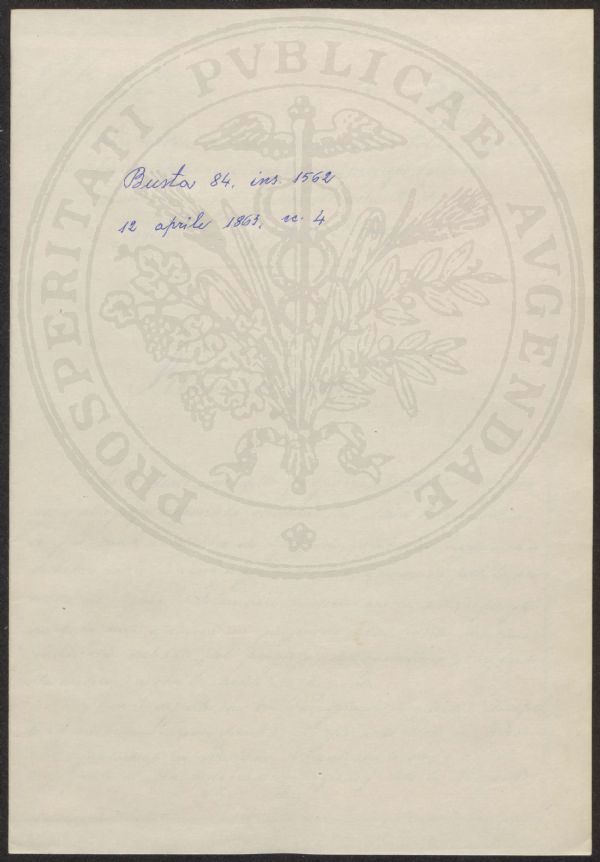 PROSPERITATI PVBLICAE AVGENDAE
Busta 84. ins. 1562
12 aprile 1863, n. 4